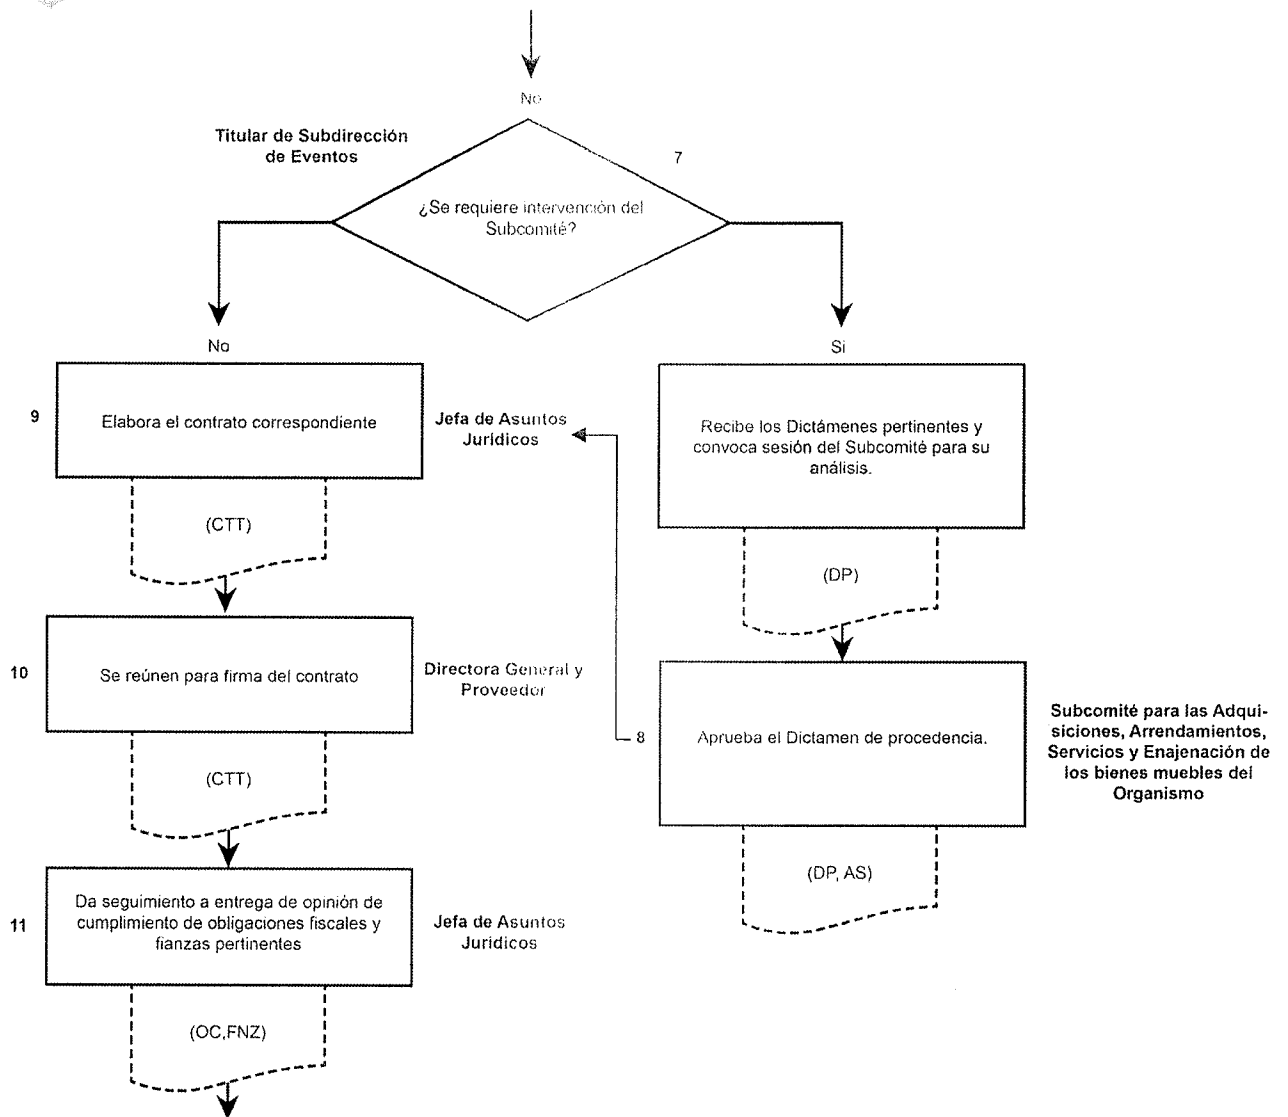 No
Titular de Subdirección
de Eventos
7
¿Se requiere intervención del
Subcomité?
No
Si
9
Elabora el contrato correspondiente
Jefa de Asuntos
Jurídicos
Recibe los Dictámenes pertinentes y
convoca sesión del Subcomité para su
análisis.
(CTT)
(DP)
10
Se reúnen para firma del contrato
Directora General y
Proveedor
8
Aprueba el Dictamen de procedencia.
Subcomité para las Adqui-
siciones, Arrendamientos,
Servicios y Enajenación de
los bienes muebles del
Organismo
(CTT)
(DP, AS)
11
Da seguimiento a entrega de opinión de
cumplimiento de obligaciones fiscales y
fianzas pertinentes
Jefa de Asuntos
Jurídicos
(OC,FNZ)